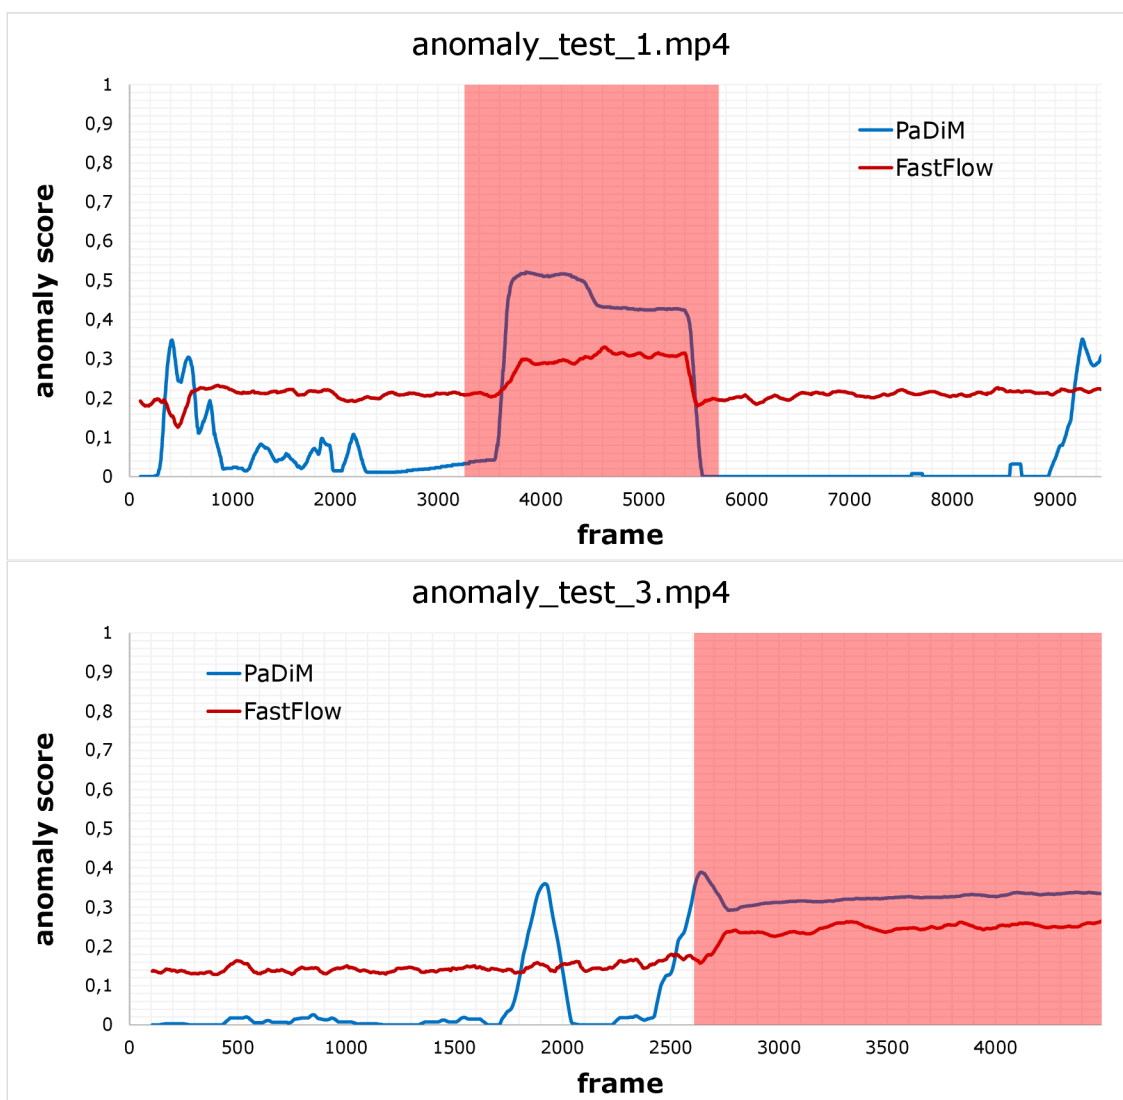 anomaly_test_1.mp4
1
0,9
0,8
0,7
0,6
0,5
0,4
0,3
0,2
0,1
0
anomaly score
PaDiM
FastFlow
0 1000 2000 3000 4000 5000 6000 7000 8000 9000
frame
anomaly_test_3.mp4
1
0,9
0,8
0,7
0,6
0,5
0,4
0,3
0,2
0,1
0
anomaly score
PaDiM
FastFlow
0 500 1000 1500 2000 2500 3000 3500 4000
frame